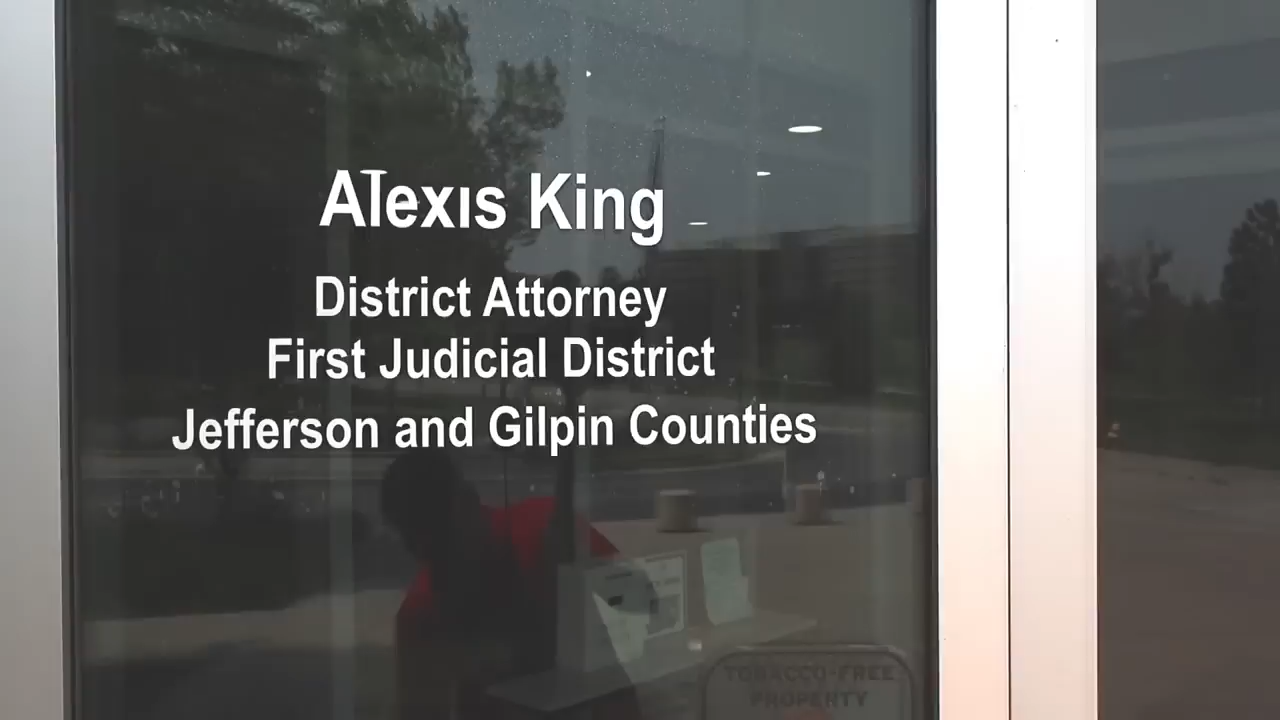 Alexis King
District Attorney
First Judicial District
Jefferson and Gilpin Counties
TOBACCO-FREE
PROPERTY